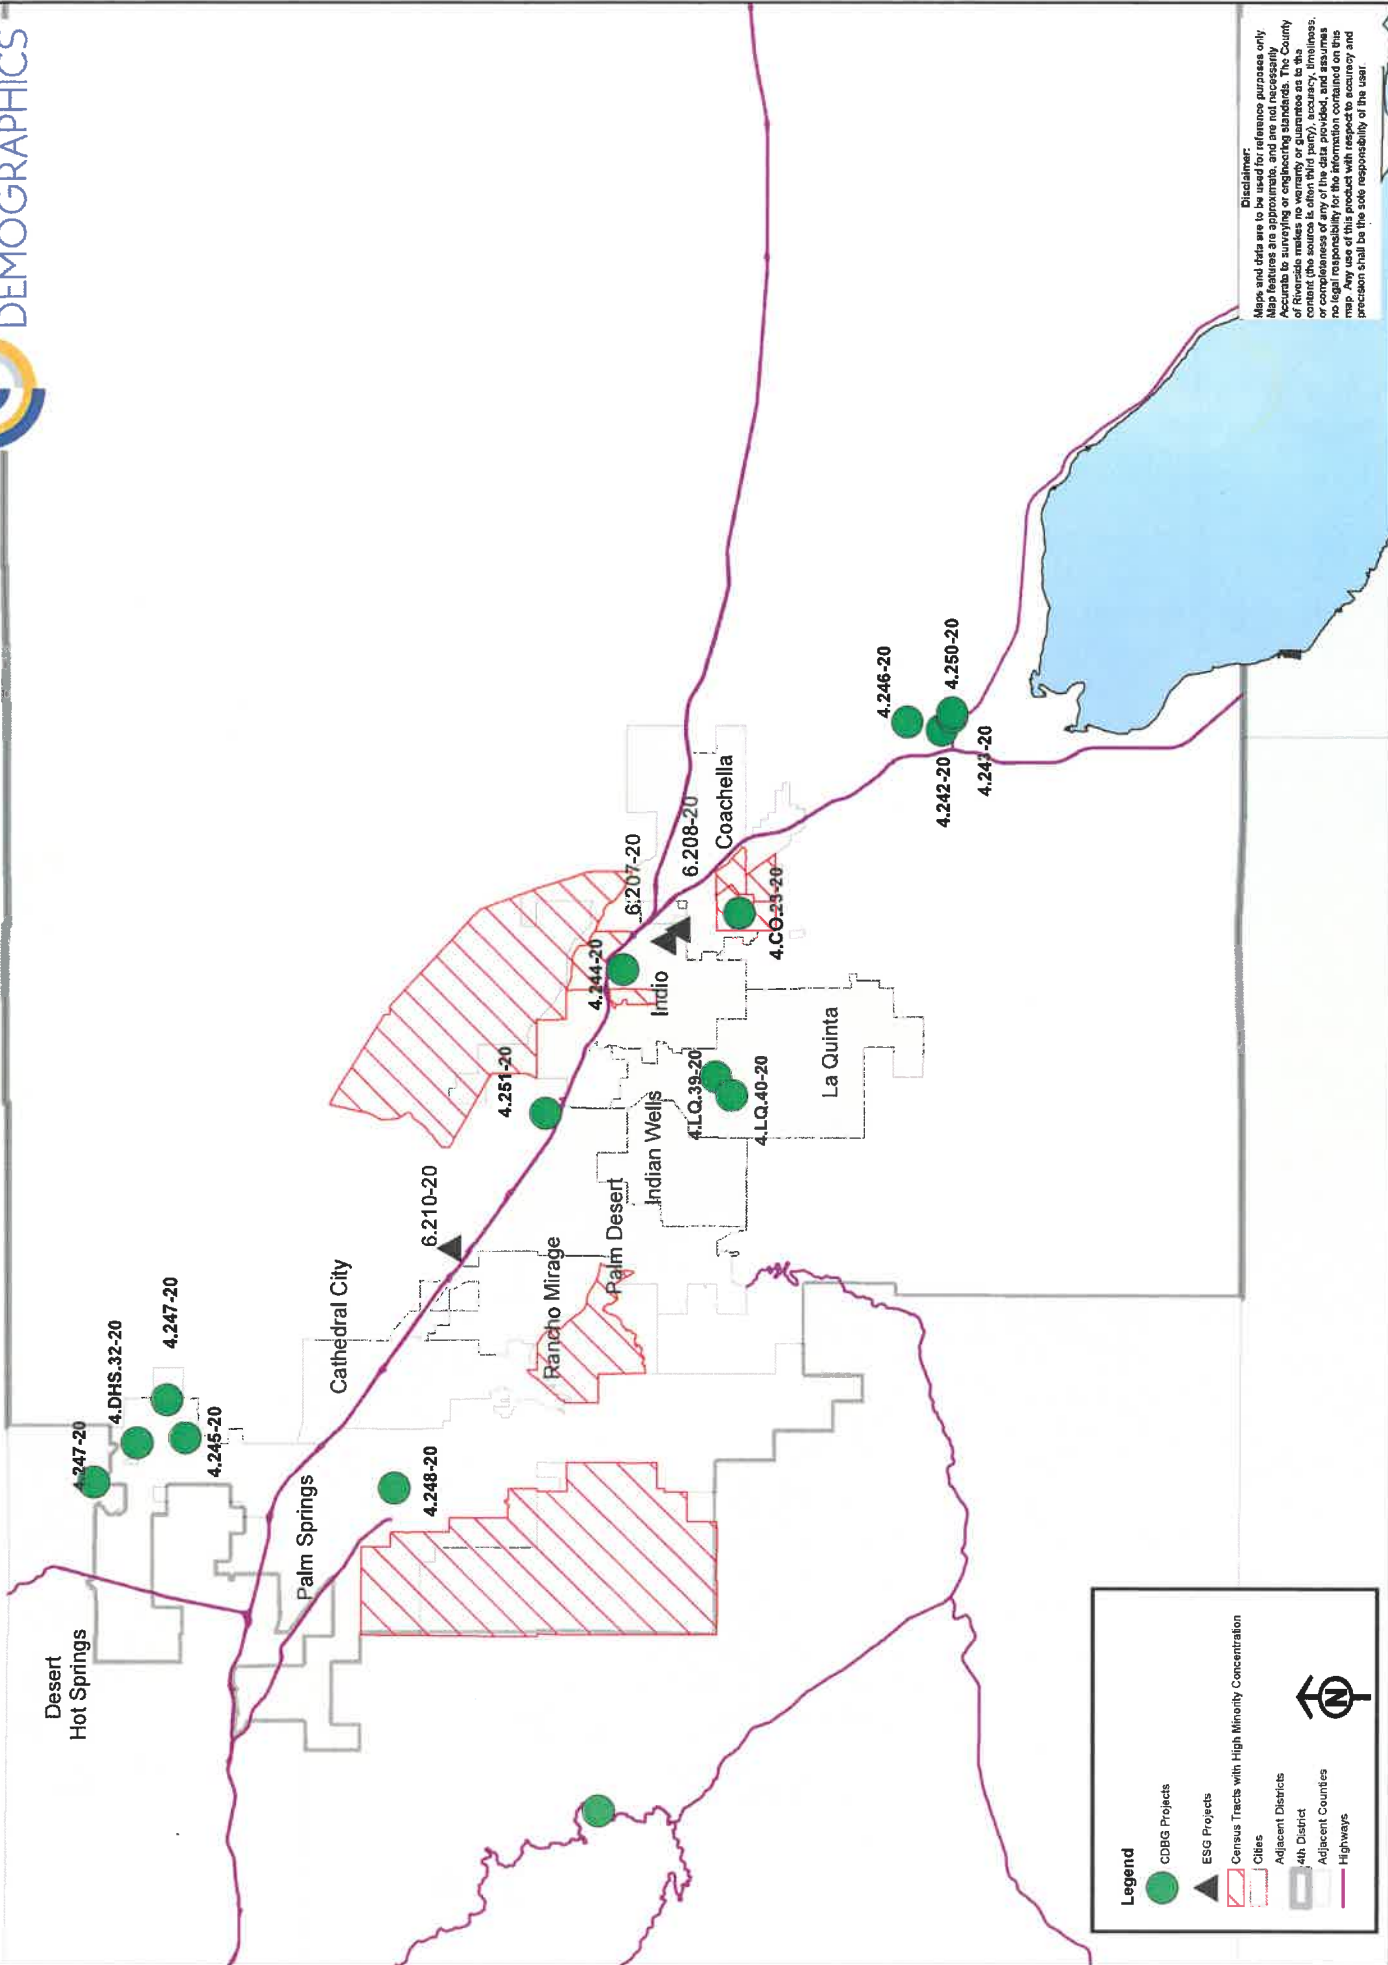 DEMOGRAPHICS
Desert
Hot Springs
4.247-20
4.DHS.32-20
4.247-20
4.245-20
Palm Springs
4.248-20
Cathedral City
6.210-20
Rancho Mirage
Palm Desert
Indian Wells
4.251-20
4.244-20
Indio
6.207-20
6.208-20
Coachella
4.CO.23-20
4.LQ.39-20
4.LQ.40-20
La Quinta
4.246-20
4.250-20
4.242-20
4.243-20
Legend
CDBG Projects
ESG Projects
Census Tracts with High Minority Concentration
Cities
Adjacent Districts
4th District
Adjacent Counties
Highways
N
Disclaimer:
Maps and data are to be used for reference purposes only.
Map features are approximate, and are not necessarily
Accurate to surveying or engineering standards. The County
of Riverside makes no warranty or guarantee as to the
content (the source is often third party), accuracy, timeliness,
or completeness of any of the data provided, and assumes
no legal responsibility for the information contained on this
map. Any use of this product with respect to accuracy and
precision shall be the sole responsibility of the user.